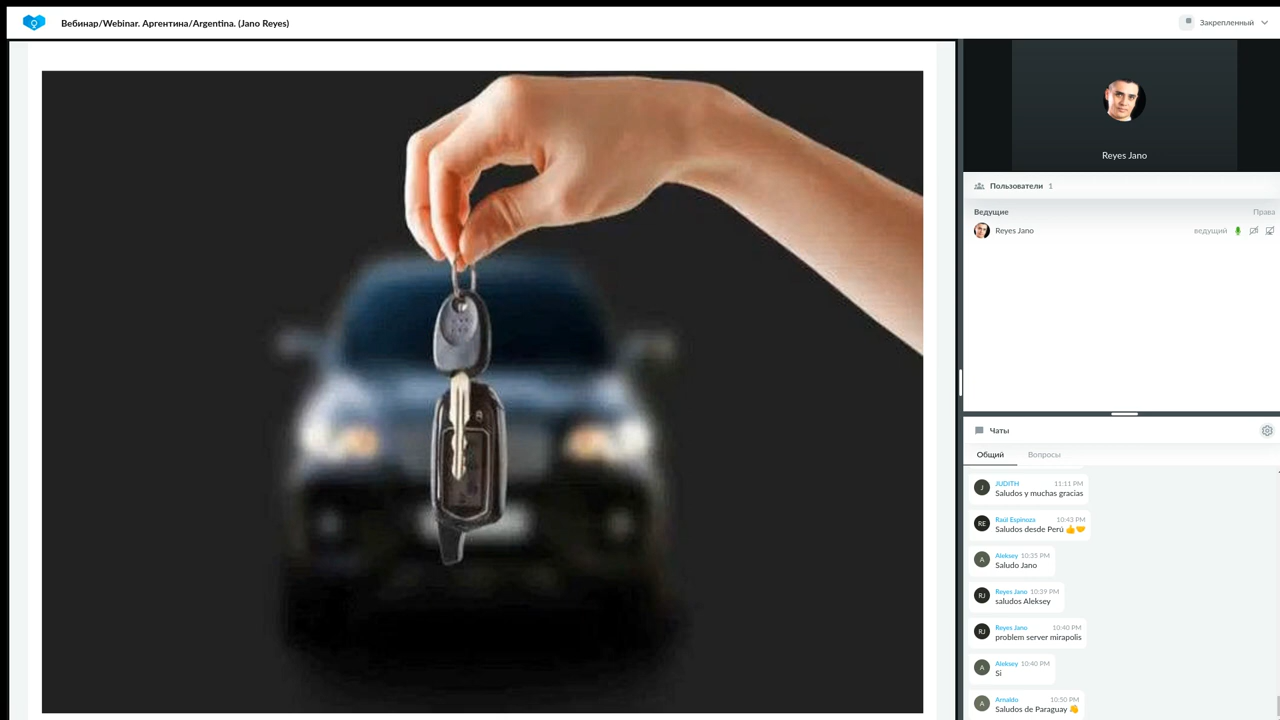 Вебинар/Webinar. Аргентина/Argentina. (Jano Reyes)
Закрепленный
Reyes Jano
Пользователи 1
Ведущие Права
Reyes Jano ведущий
Чаты
Общий Вопросы
J JUDITH 11:11 PM
Saludos y muchas gracias
RE Raúl Espinoza 10:43 PM
Saludos desde Perú 👍🤝
A Aleksey 10:35 PM
Saludo Jano
RJ Reyes Jano 10:39 PM
saludos Aleksey
RJ Reyes Jano 10:40 PM
problem server mirapolis
A Aleksey 10:40 PM
Si
A Arnaldo 10:50 PM
Saludos de Paraguay 👋